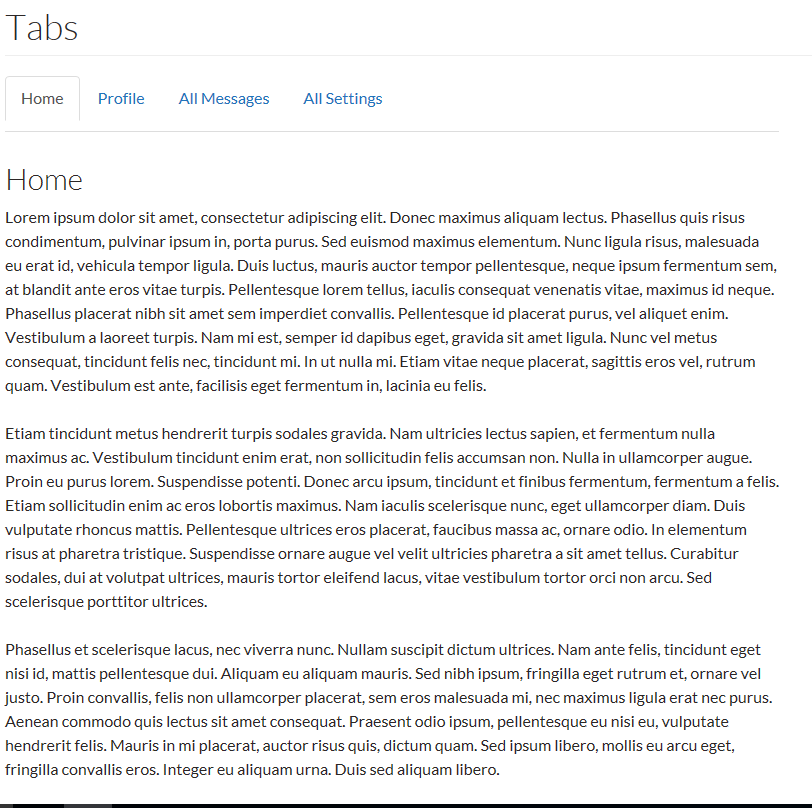 Tabs
Home Profile All Messages All Settings
Home
Lorem ipsum dolor sit amet, consectetur adipiscing elit. Donec maximus aliquam lectus. Phasellus quis risus
condimentum, pulvinar ipsum in, porta purus. Sed euismod maximus elementum. Nunc ligula risus, malesuada
eu erat id, vehicula tempor ligula. Duis luctus, mauris auctor tempor pellentesque, neque ipsum fermentum sem,
at blandit ante eros vitae turpis. Pellentesque lorem tellus, iaculis consequat venenatis vitae, maximus id neque.
Phasellus placerat nibh sit amet sem imperdiet convallis. Pellentesque id placerat purus, vel aliquet enim.
Vestibulum a laoreet turpis. Nam mi est, semper id dapibus eget, gravida sit amet ligula. Nunc vel metus
consequat, tincidunt felis nec, tincidunt mi. In ut nulla mi. Etiam vitae neque placerat, sagittis eros vel, rutrum
quam. Vestibulum est ante, facilisis eget fermentum in, lacinia eu felis.
Etiam tincidunt metus hendrerit turpis sodales gravida. Nam ultricies lectus sapien, et fermentum nulla
maximus ac. Vestibulum tincidunt enim erat, non sollicitudin felis accumsan non. Nulla in ullamcorper augue.
Proin eu purus lorem. Suspendisse potenti. Donec arcu ipsum, tincidunt et finibus fermentum, fermentum a felis.
Etiam sollicitudin enim ac eros lobortis maximus. Nam iaculis scelerisque nunc, eget ullamcorper diam. Duis
vulputate rhoncus mattis. Pellentesque ultrices eros placerat, faucibus massa ac, ornare odio. In elementum
risus at pharetra tristique. Suspendisse ornare augue vel velit ultricies pharetra a sit amet tellus. Curabitur
sodales, dui at volutpat ultrices, mauris tortor eleifend lacus, vitae vestibulum tortor orci non arcu. Sed
scelerisque porttitor ultrices.
Phasellus et scelerisque lacus, nec viverra nunc. Nullam suscipit dictum ultrices. Nam ante felis, tincidunt eget
nisi id, mattis pellentesque dui. Aliquam eu aliquam mauris. Sed nibh ipsum, fringilla eget rutrum et, ornare vel
justo. Proin convallis, felis non ullamcorper placerat, sem eros malesuada mi, nec maximus ligula erat nec purus.
Aenean commodo quis lectus sit amet consequat. Praesent odio ipsum, pellentesque eu nisi eu, vulputate
hendrerit felis. Mauris in mi placerat, auctor risus quis, dictum quam. Sed ipsum libero, mollis eu arcu eget,
fringilla convallis eros. Integer eu aliquam urna. Duis sed aliquam libero.